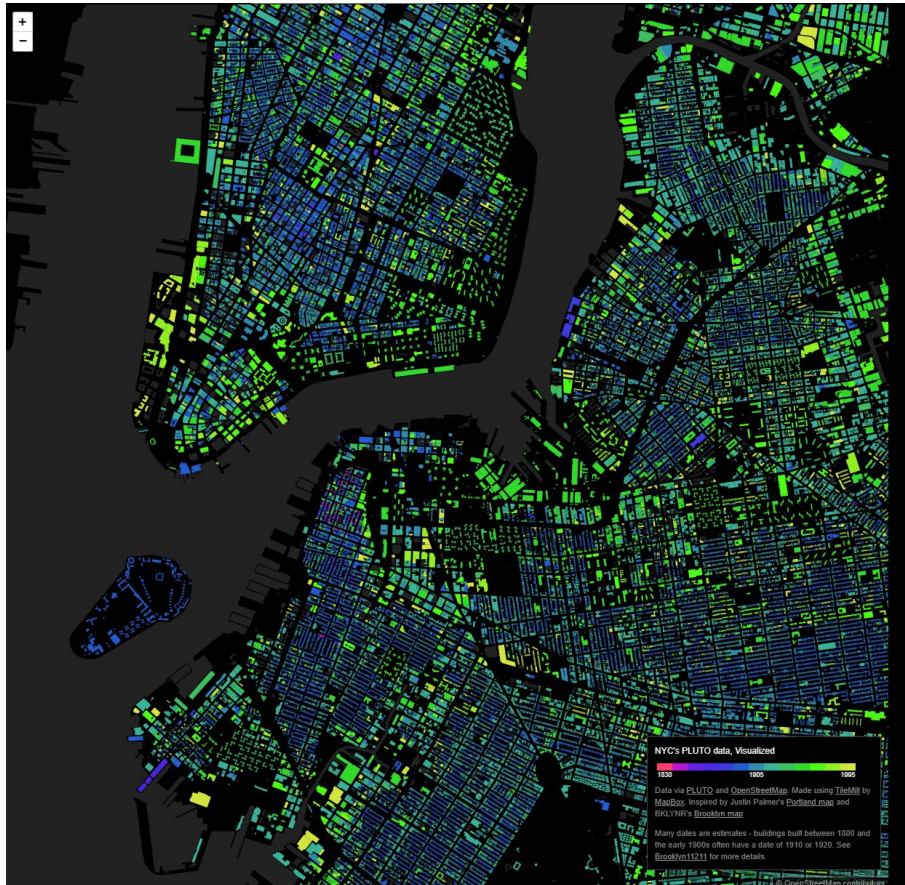 +
−
NYC's PLUTO data, Visualized
1830 1905 1995
Data via PLUTO and OpenStreetMap. Made using TileMill by
MapBox. Inspired by Justin Palmer's Portland map and
BKLYNR's Brooklyn map.
Many dates are estimates - buildings built between 1800 and
the early 1900s often have a date of 1910 or 1920. See
Brooklyn11211 for more details.
© OpenStreetMap contributors